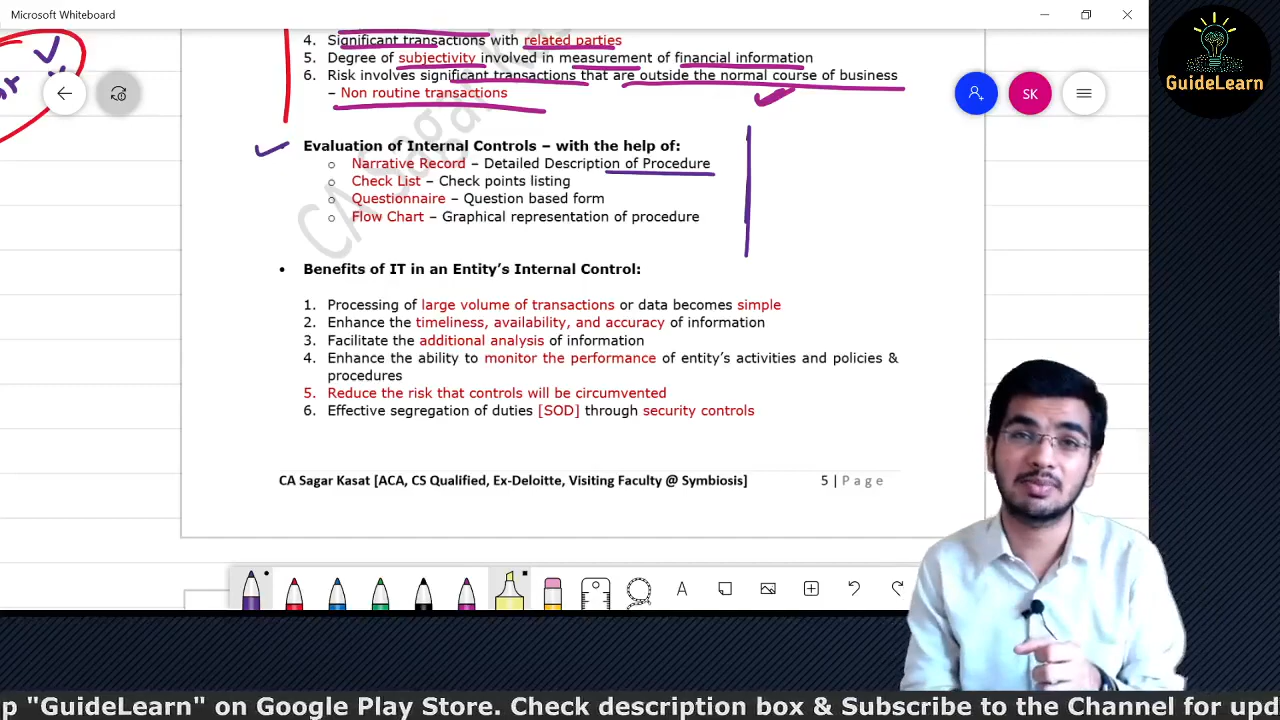 Microsoft Whiteboard
4. Significant transactions with related parties
5. Degree of subjectivity involved in measurement of financial information
6. Risk involves significant transactions that are outside the normal course of business
– Non routine transactions
GuideLearn
SK
Evaluation of Internal Controls – with the help of:
o Narrative Record – Detailed Description of Procedure
o Check List – Check points listing
o Questionnaire – Question based form
o Flow Chart – Graphical representation of procedure
CA Sagar Kasat
• Benefits of IT in an Entity's Internal Control:
1. Processing of large volume of transactions or data becomes simple
2. Enhance the timeliness, availability, and accuracy of information
3. Facilitate the additional analysis of information
4. Enhance the ability to monitor the performance of entity's activities and policies &
procedures
5. Reduce the risk that controls will be circumvented
6. Effective segregation of duties [SOD] through security controls
CA Sagar Kasat [ACA, CS Qualified, Ex-Deloitte, Visiting Faculty @ Symbiosis] 5 | Page
A
p "GuideLearn" on Google Play Store. Check description box & Subscribe to the Channel for upd